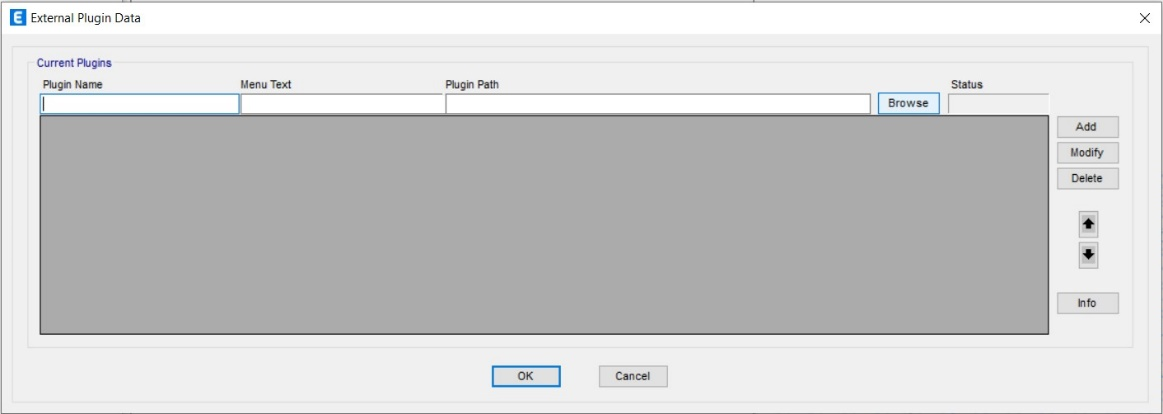 External Plugin Data
Current Plugins
Plugin Name Menu Text Plugin Path Status
Browse
Add
Modify
Delete
Info
OK Cancel